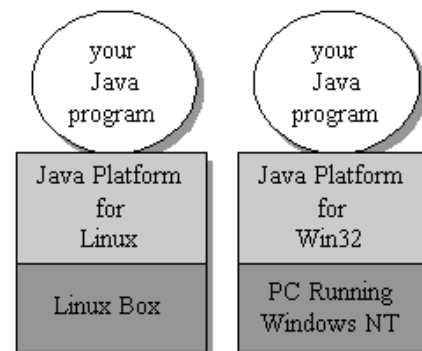 your
Java
program
Java Platform
for
Linux
Linux Box
your
Java
program
Java Platform
for
Win32
PC Running
Windows NT